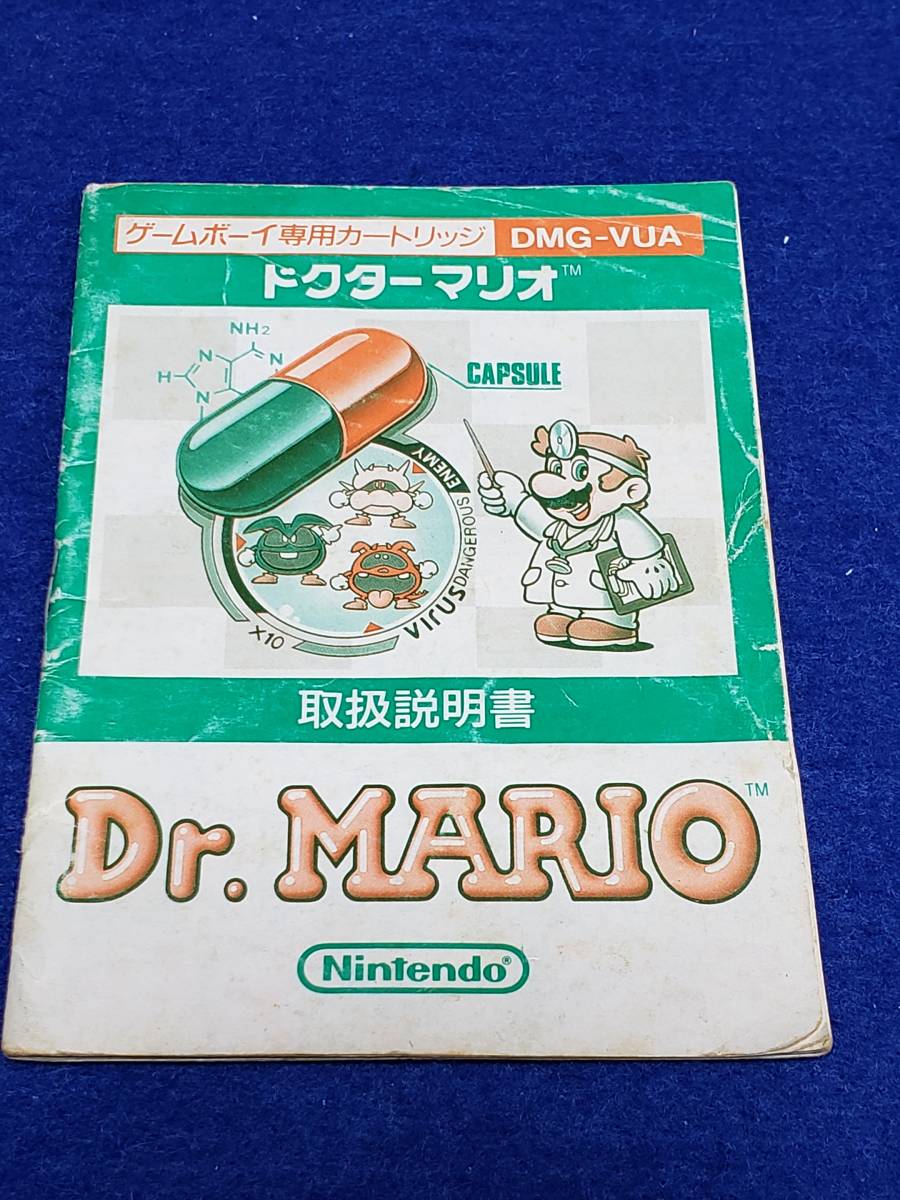 ゲームボーイ専用カートリッジ DMG-VUA
ドクターマリオ™
NH₂
N
N
H
N
CAPSULE
ENEMY
DANGEROUS
VIRUS
X10
取扱説明書
Dr. MARIO™
Nintendo®